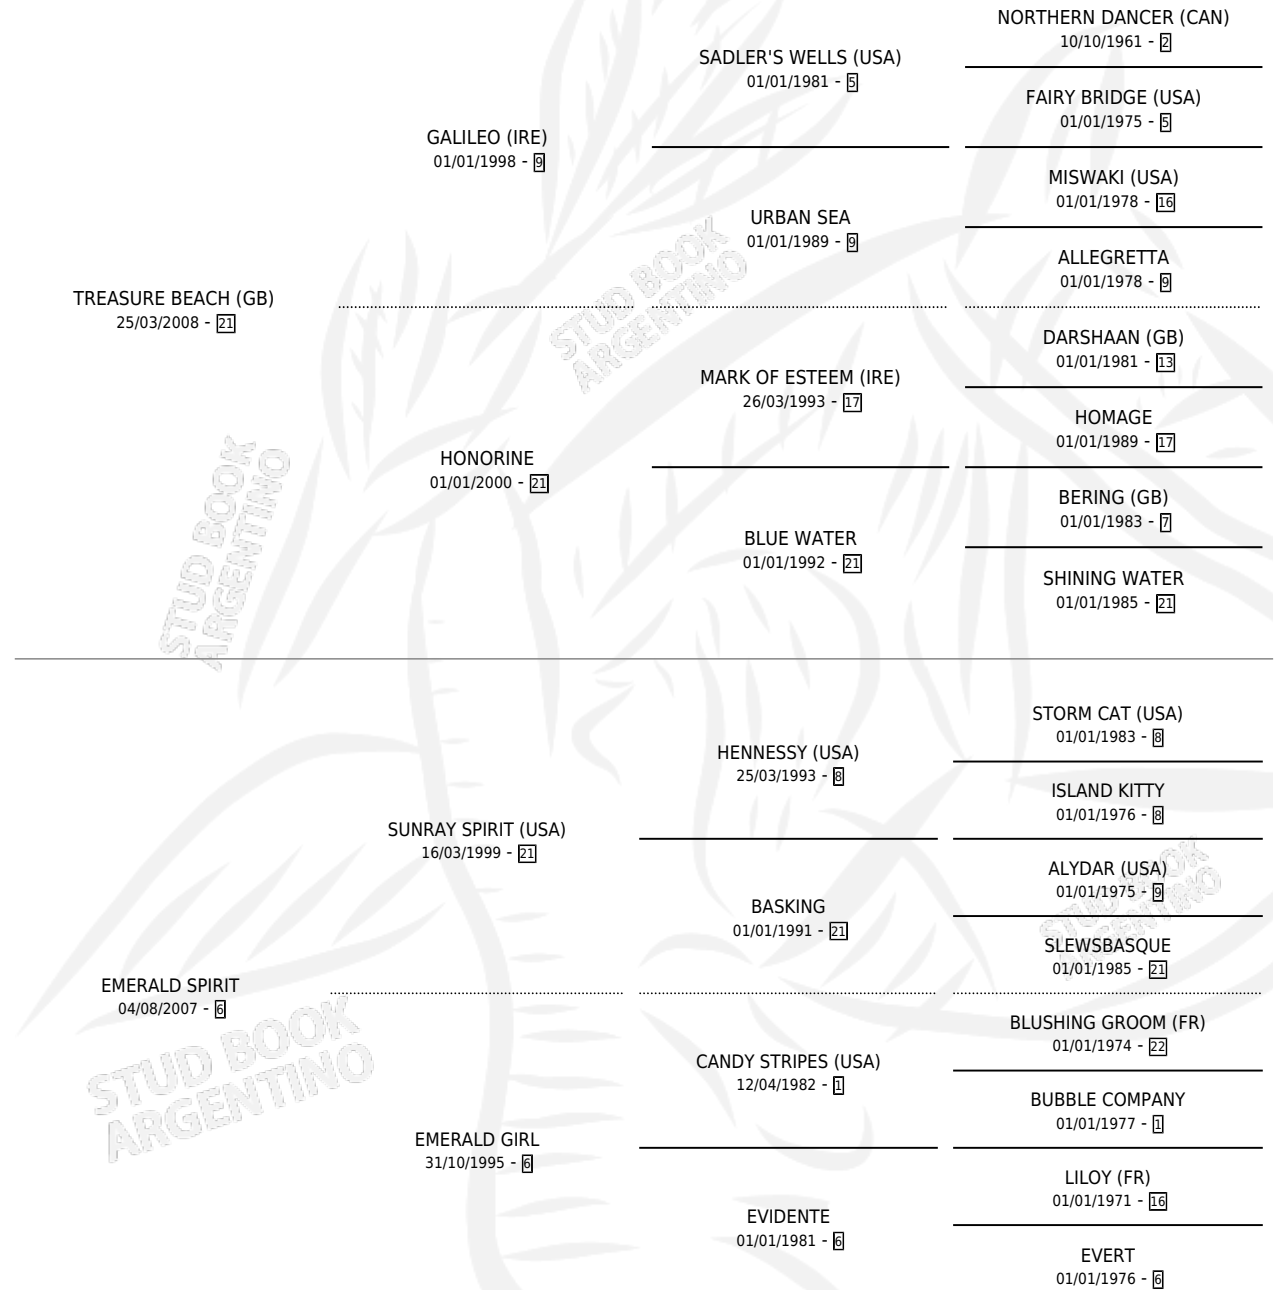 NORTHERN DANCER (CAN)
10/10/1961 - 2
SADLER'S WELLS (USA)
01/01/1981 - 5
FAIRY BRIDGE (USA)
01/01/1975 - 5
GALILEO (IRE)
01/01/1998 - 9
MISWAKI (USA)
01/01/1978 - 16
URBAN SEA
01/01/1989 - 9
ALLEGRETTA
01/01/1978 - 9
TREASURE BEACH (GB)
25/03/2008 - 21
STUD BOOK
ARGENTINO
DARSHAAN (GB)
01/01/1981 - 13
MARK OF ESTEEM (IRE)
26/03/1993 - 17
HOMAGE
01/01/1989 - 17
HONORINE
01/01/2000 - 21
BERING (GB)
01/01/1983 - 7
BLUE WATER
01/01/1992 - 21
SHINING WATER
01/01/1985 - 21
STUD BOOK
ARGENTINO
STORM CAT (USA)
01/01/1983 - 8
HENNESSY (USA)
25/03/1993 - 8
ISLAND KITTY
01/01/1976 - 8
SUNRAY SPIRIT (USA)
16/03/1999 - 21
ALYDAR (USA)
01/01/1975 - 9
BASKING
01/01/1991 - 21
STUD BOOK
ARGENTINO
SLEWSBASQUE
01/01/1985 - 21
EMERALD SPIRIT
04/08/2007 - 6
BLUSHING GROOM (FR)
01/01/1974 - 22
STUD BOOK
ARGENTINO
CANDY STRIPES (USA)
12/04/1982 - 1
BUBBLE COMPANY
01/01/1977 - 1
EMERALD GIRL
31/10/1995 - 6
LILOY (FR)
01/01/1971 - 16
EVIDENTE
01/01/1981 - 6
EVERT
01/01/1976 - 6